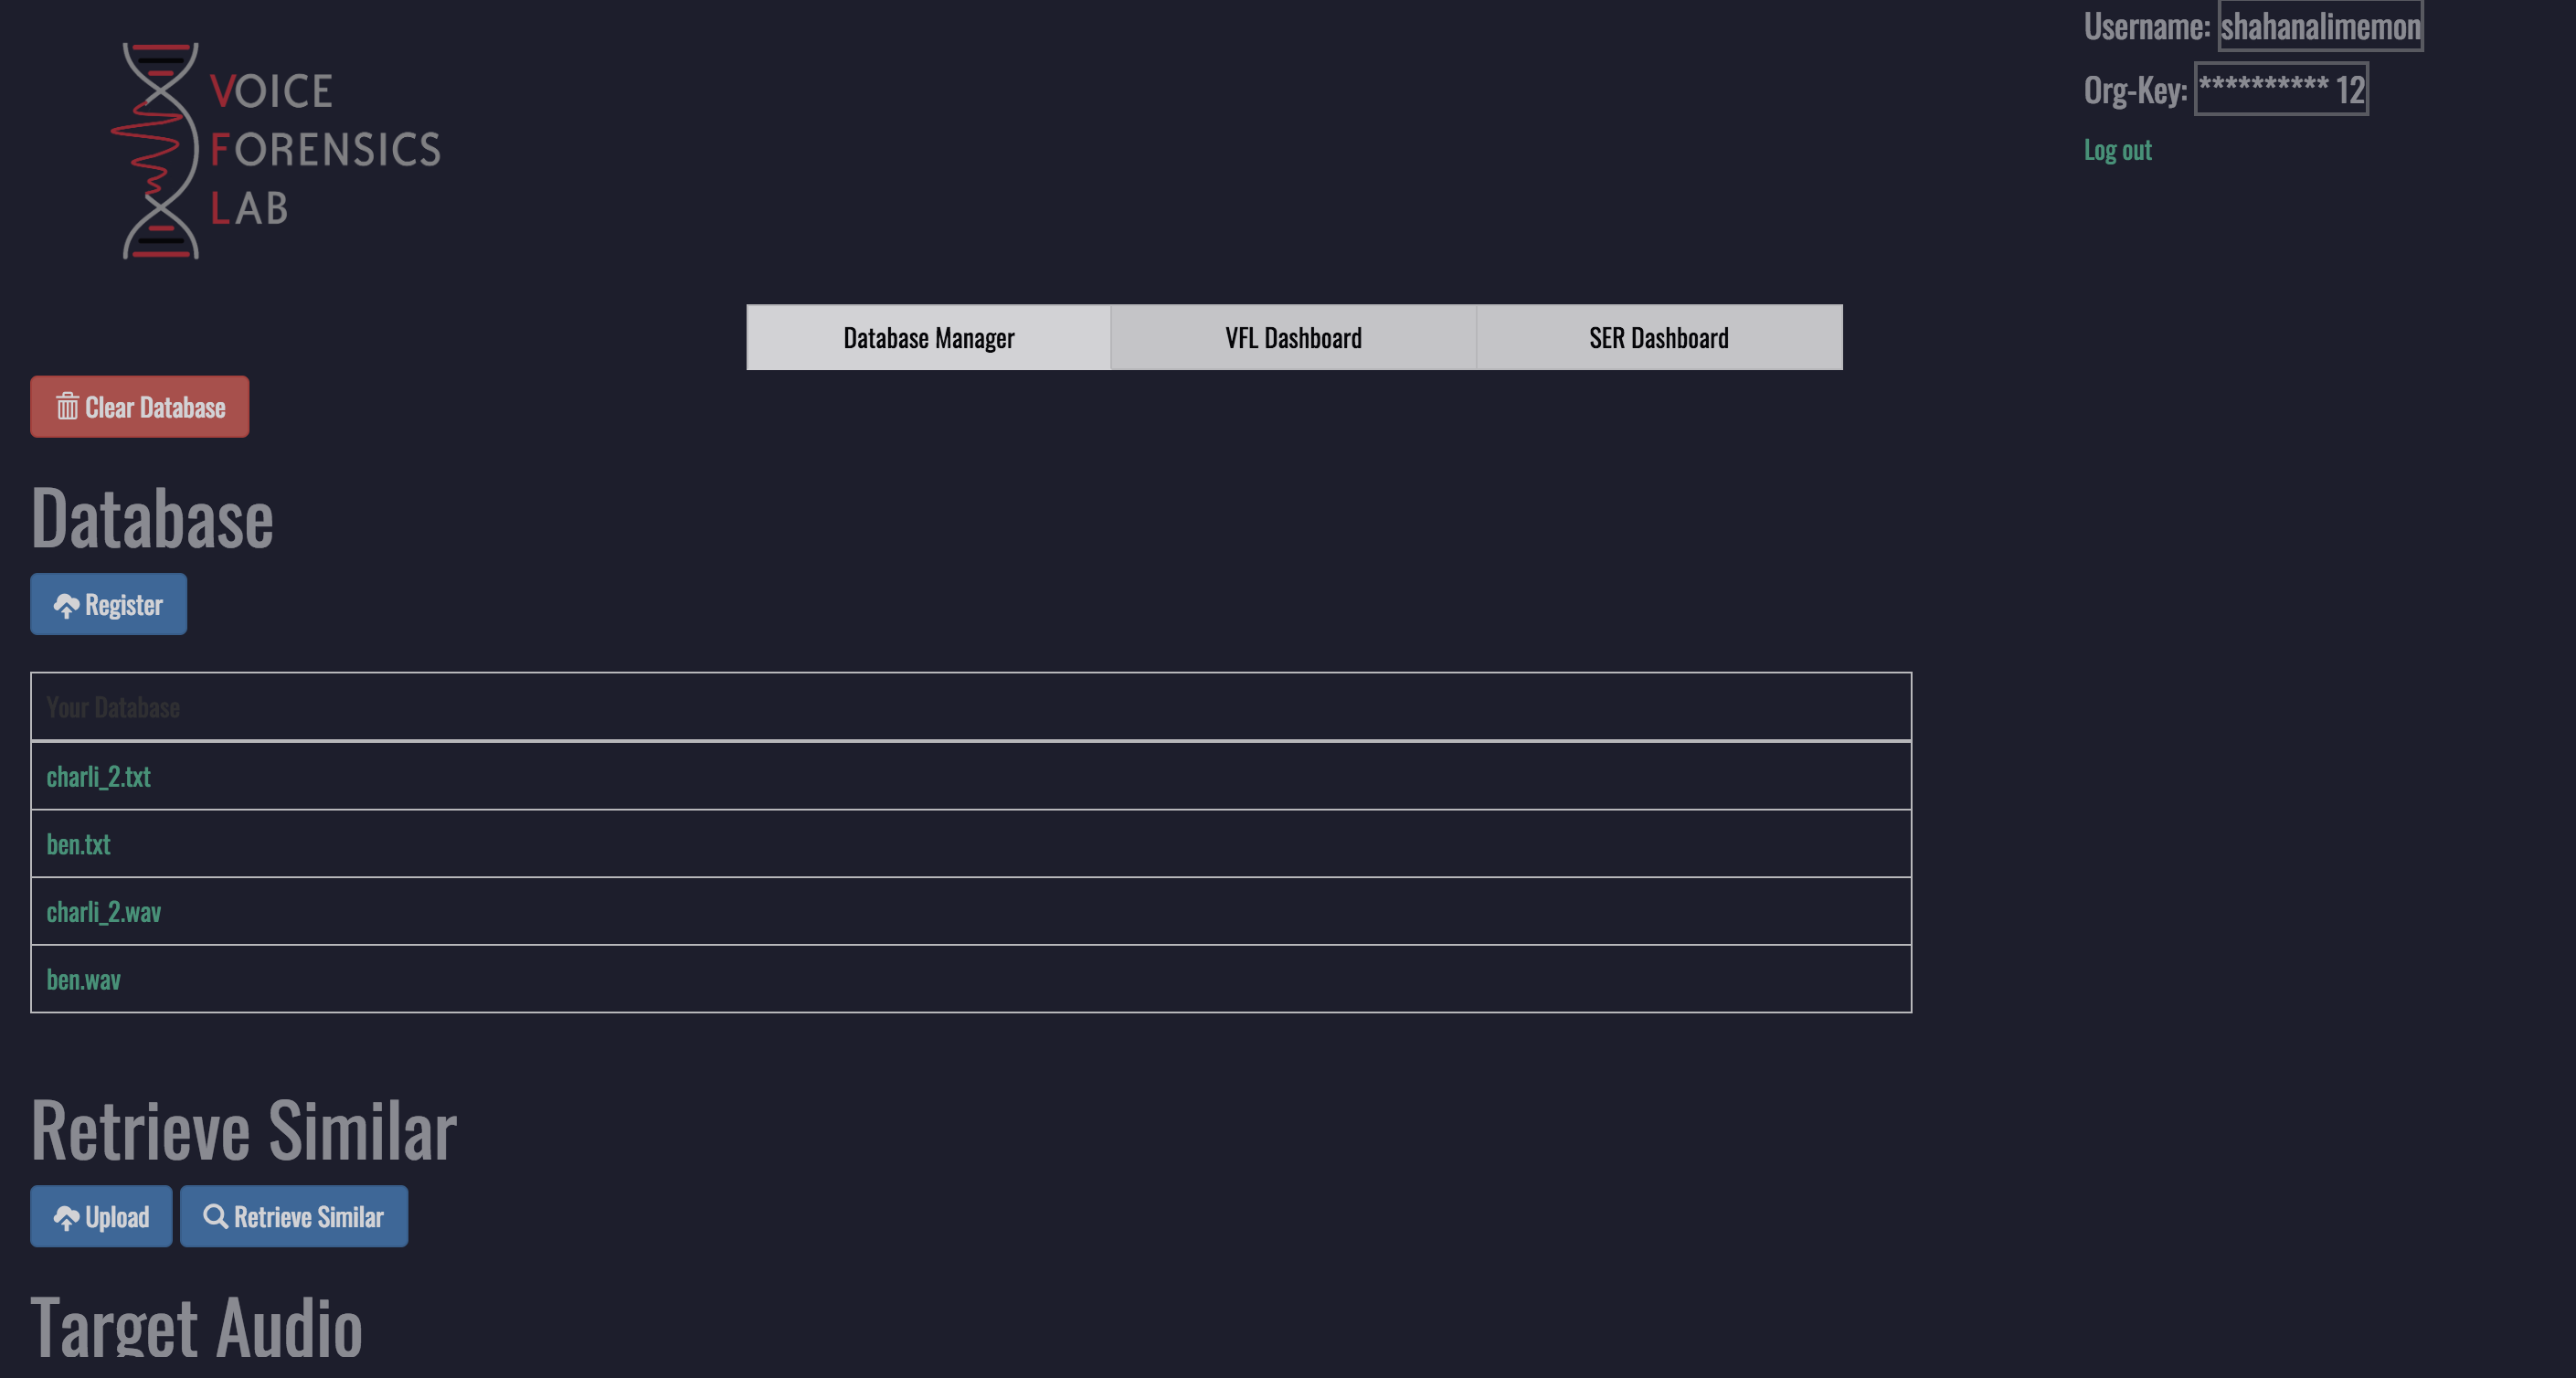 VOICE
FORENSICS
LAB
Username: shahanalimemon
Org-Key: ********** 12
Log out
Database Manager
VFL Dashboard
SER Dashboard
Clear Database
Database
Register
Your Database
charli_2.txt
ben.txt
charli_2.wav
ben.wav
Retrieve Similar
Upload
Retrieve Similar
Target Audio